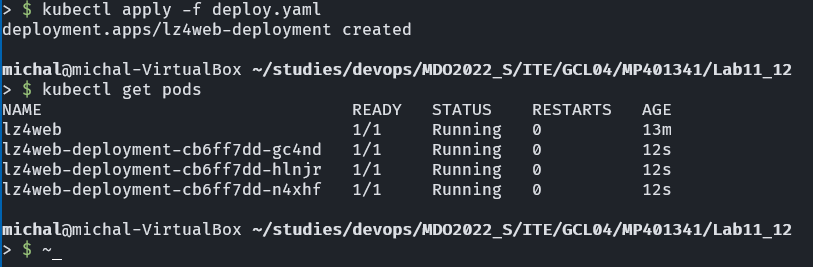 > $ kubectl apply -f deploy.yaml
deployment.apps/lz4web-deployment created
michal@michal-VirtualBox ~/studies/devops/MDO2022_S/ITE/GCL04/MP401341/Lab11_12
> $ kubectl get pods
NAME READY STATUS RESTARTS AGE
lz4web 1/1 Running 0 13m
lz4web-deployment-cb6ff7dd-gc4nd 1/1 Running 0 12s
lz4web-deployment-cb6ff7dd-hlnjr 1/1 Running 0 12s
lz4web-deployment-cb6ff7dd-n4xhf 1/1 Running 0 12s
michal@michal-VirtualBox ~/studies/devops/MDO2022_S/ITE/GCL04/MP401341/Lab11_12
> $ ~_